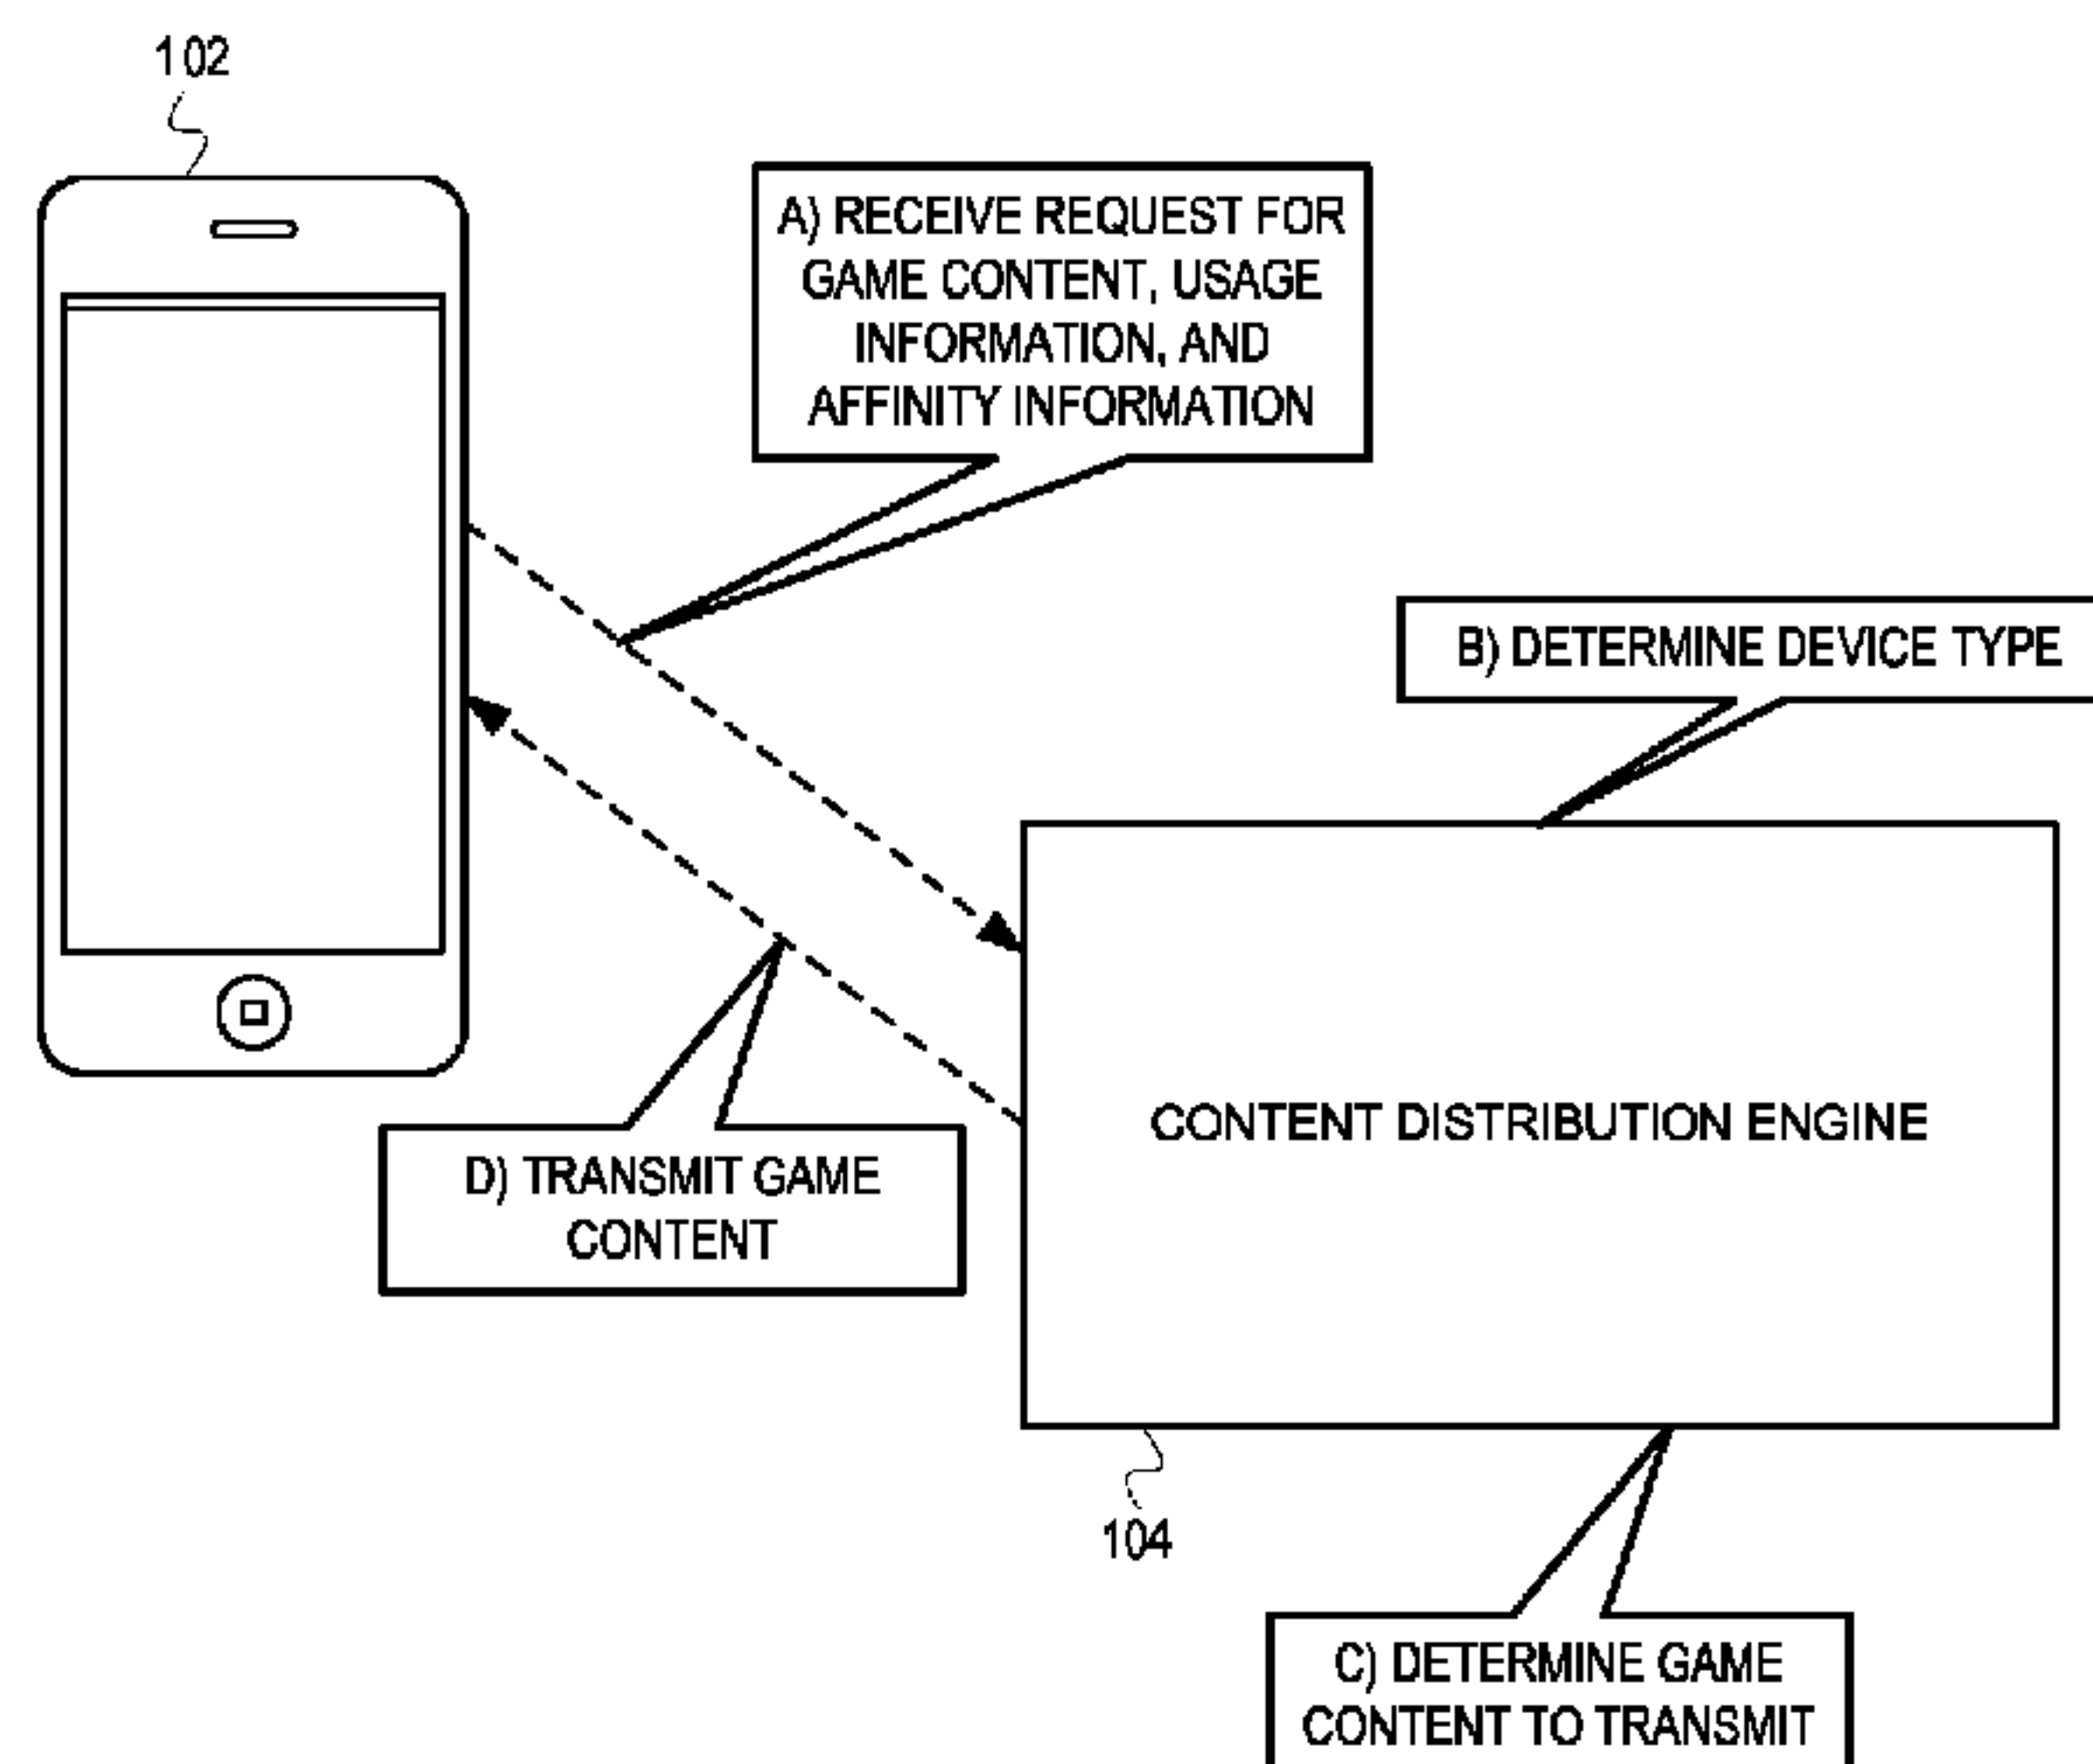 102
A) RECEIVE REQUEST FOR
GAME CONTENT, USAGE
INFORMATION, AND
AFFINITY INFORMATION
B) DETERMINE DEVICE TYPE
CONTENT DISTRIBUTION ENGINE
D) TRANSMIT GAME
CONTENT
104
C) DETERMINE GAME
CONTENT TO TRANSMIT